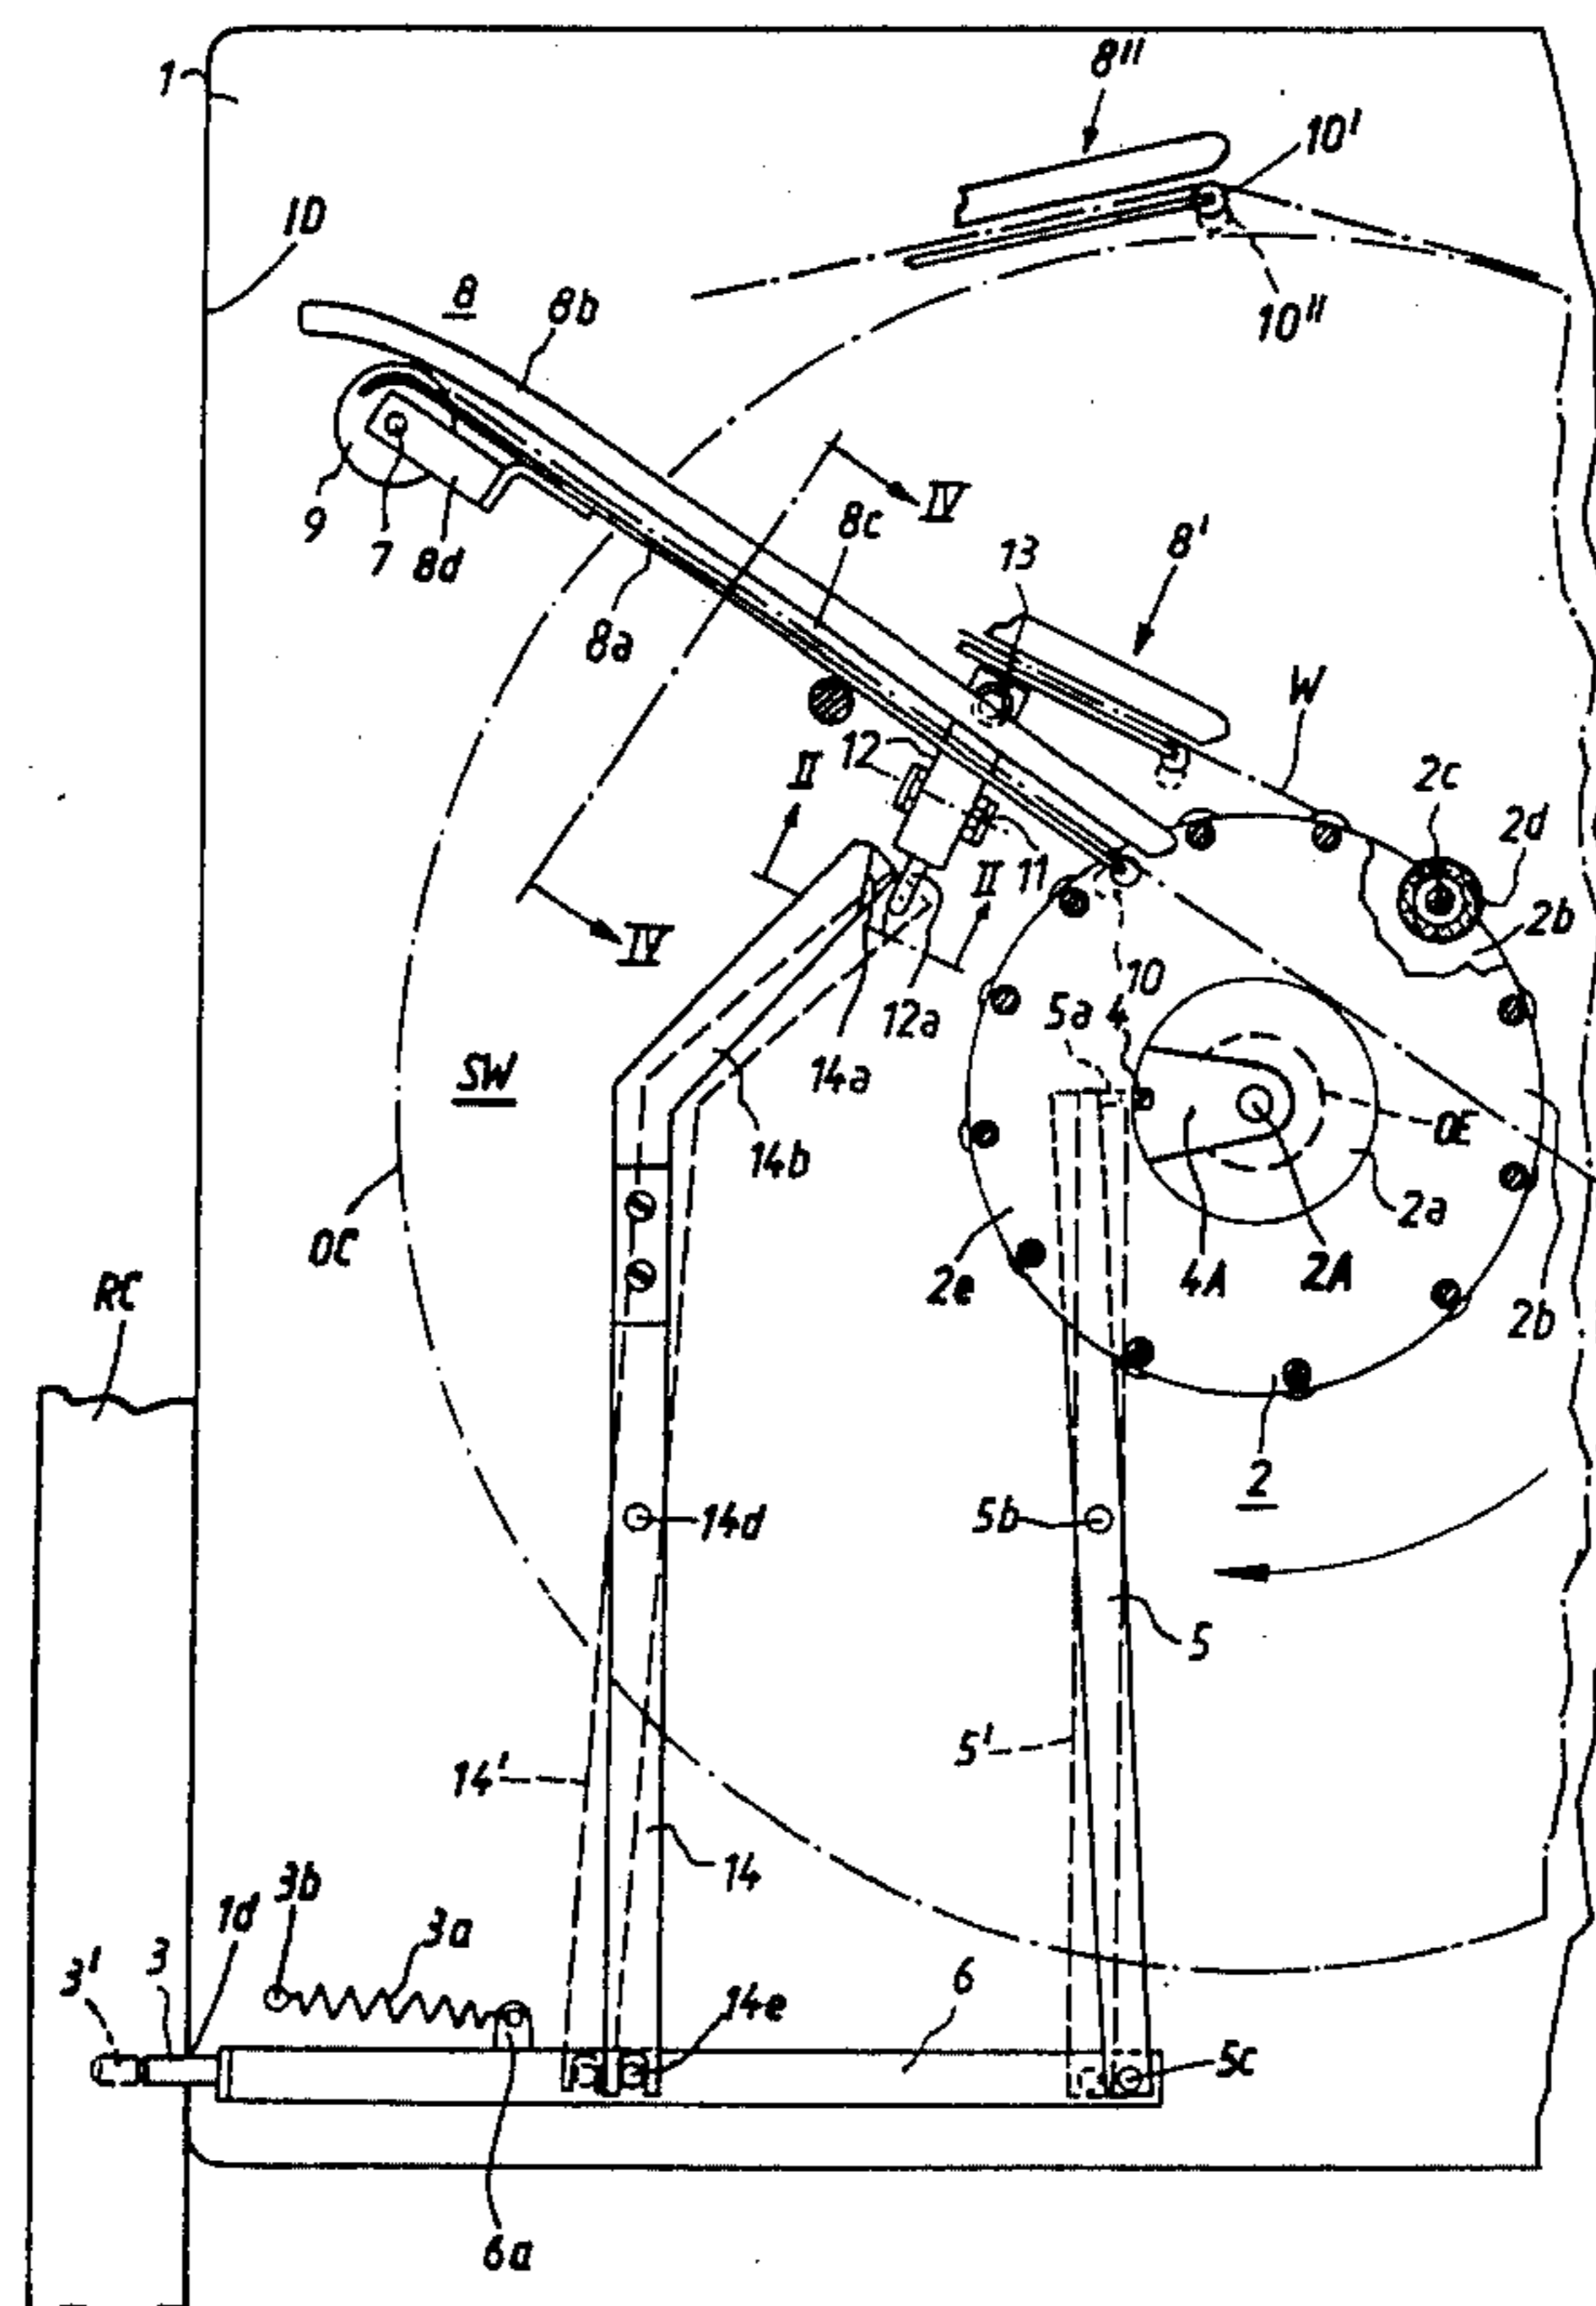 8"
1
10'
1D
8
8b
10"
IV
8c
13
8'
9
7
8d
8a
W
12
II
2c
2d
11
II
2b
IV
10
12a
5a
4
14a
SW
14b
OE
2a
OC
2e
4A
2A
2b
RC
2
14d
5b
5
5'
14'
14
3b
1d
3a
3'
3
14e
6
5c
6a